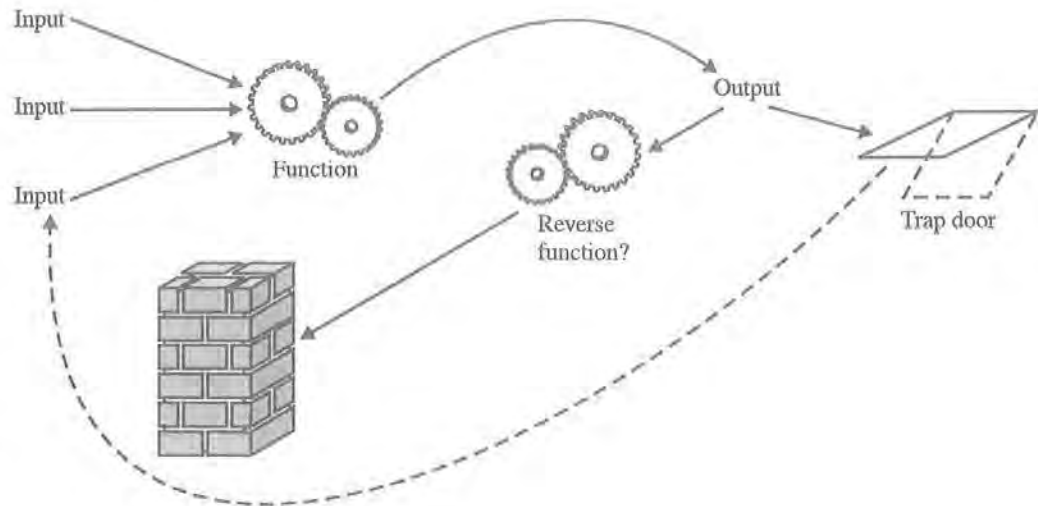 Input
Input
Input
Function
Output
Reverse
function?
Trap door